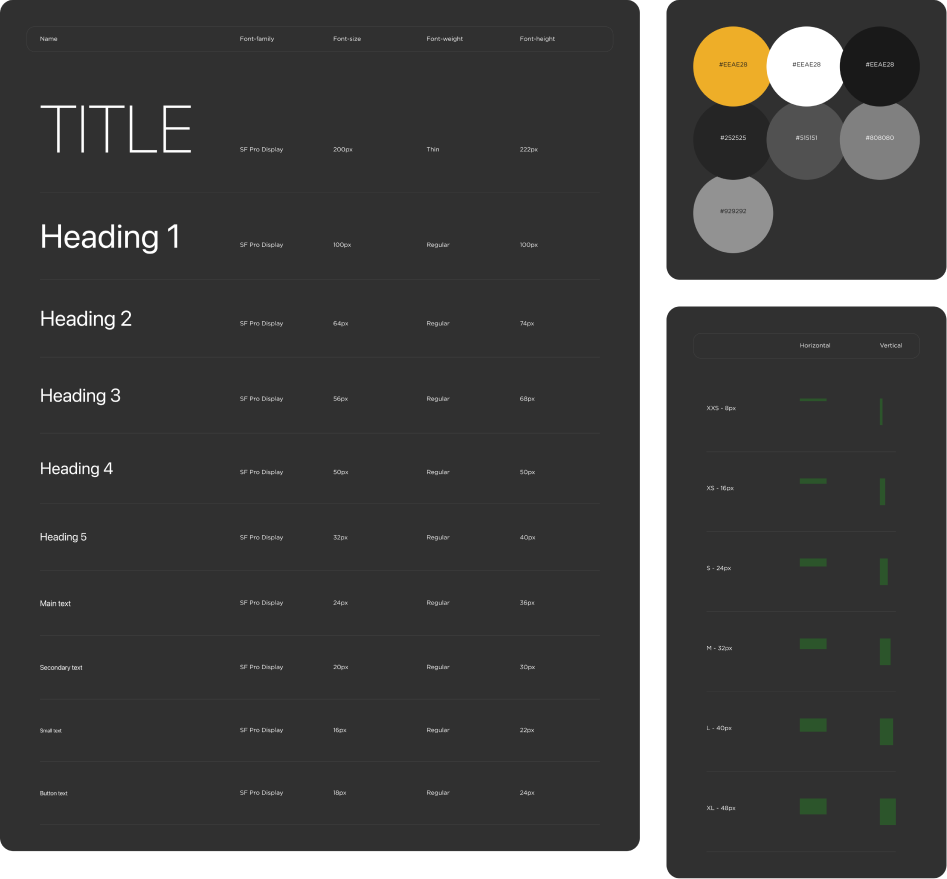 Name Font-family Font-size Font-weight Font-height
TITLE SF Pro Display 200px Thin 222px
Heading 1 SF Pro Display 100px Regular 100px
Heading 2 SF Pro Display 64px Regular 74px
Heading 3 SF Pro Display 56px Regular 68px
Heading 4 SF Pro Display 50px Regular 50px
Heading 5 SF Pro Display 32px Regular 40px
Main text SF Pro Display 24px Regular 36px
Secondary text SF Pro Display 20px Regular 30px
Small text SF Pro Display 16px Regular 22px
Button text SF Pro Display 18px Regular 24px
#EEAE28 #EEAE28 #EEAE28
#252525 #515151 #808080
#929292
Horizontal Vertical
XXS - 8px
XS - 16px
S - 24px
M - 32px
L - 40px
XL - 48px